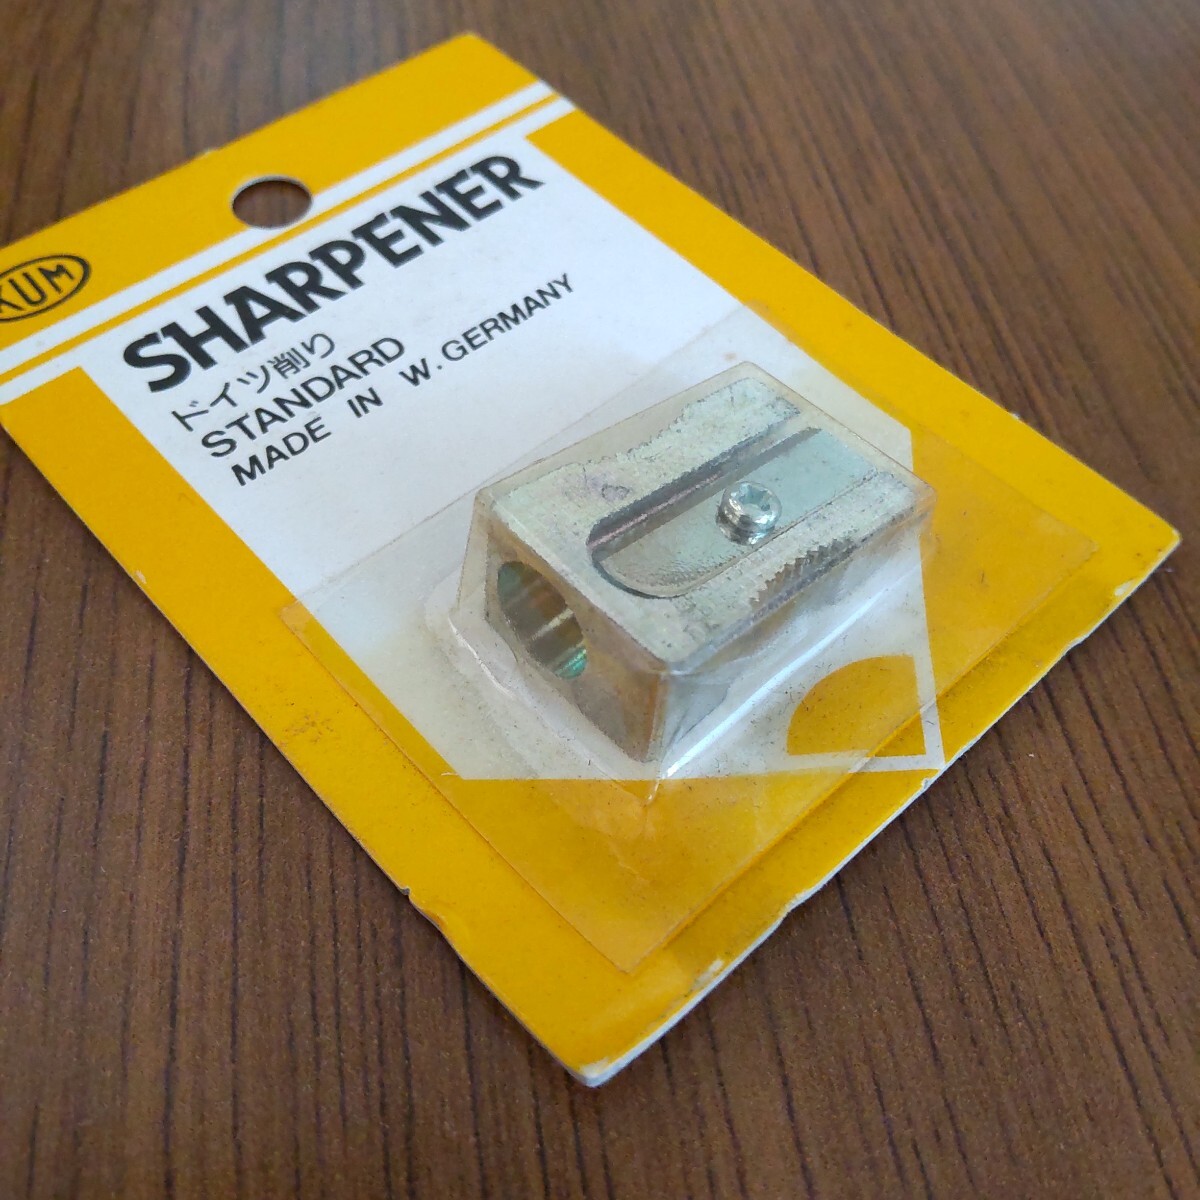 KUM
SHARPENER
ドイツ削り
STANDARD
MADE IN W. GERMANY